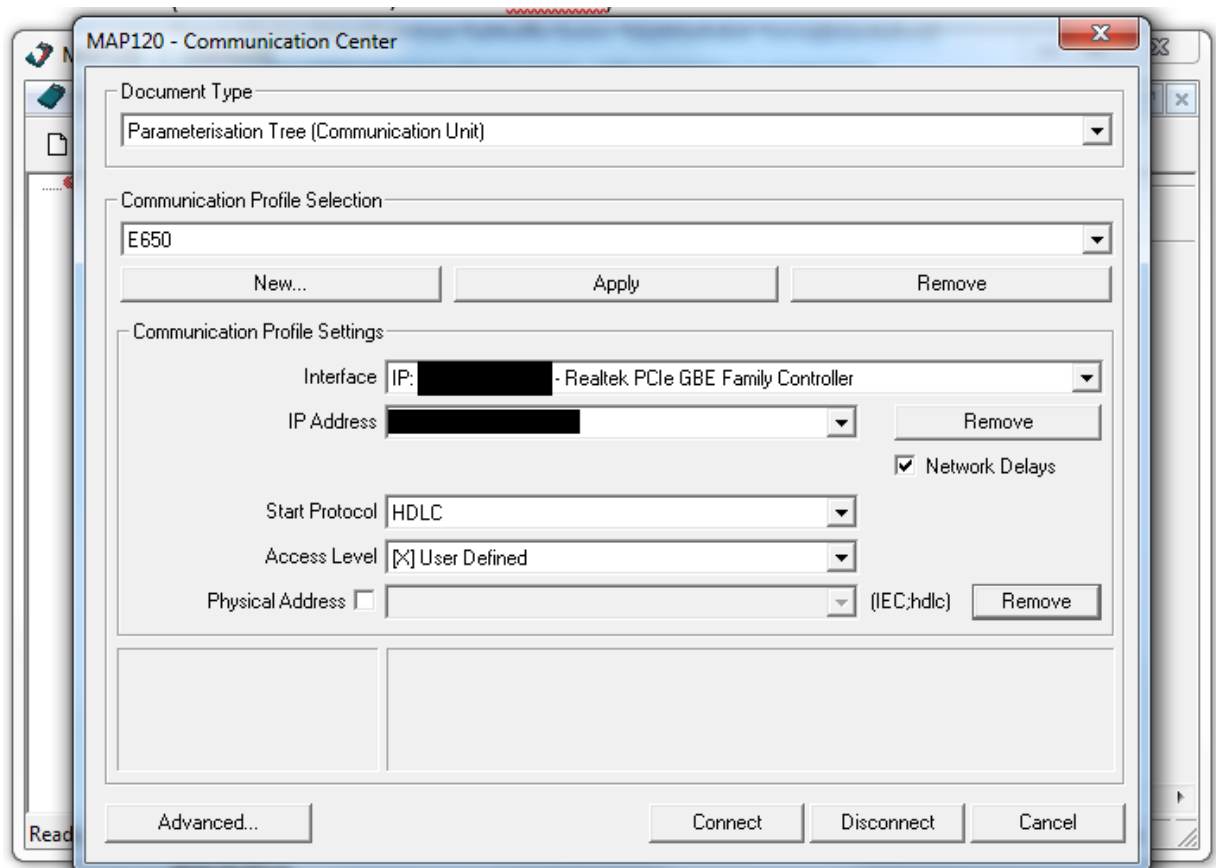 MAP120 - Communication Center
Document Type
Parameterisation Tree (Communication Unit)
Communication Profile Selection
E650
New... Apply Remove
Communication Profile Settings
Interface IP: - Realtek PCIe GBE Family Controller
IP Address Remove
Network Delays
Start Protocol HDLC
Access Level [X] User Defined
Physical Address (IEC;hdlc) Remove
Advanced... Connect Disconnect Cancel
Read